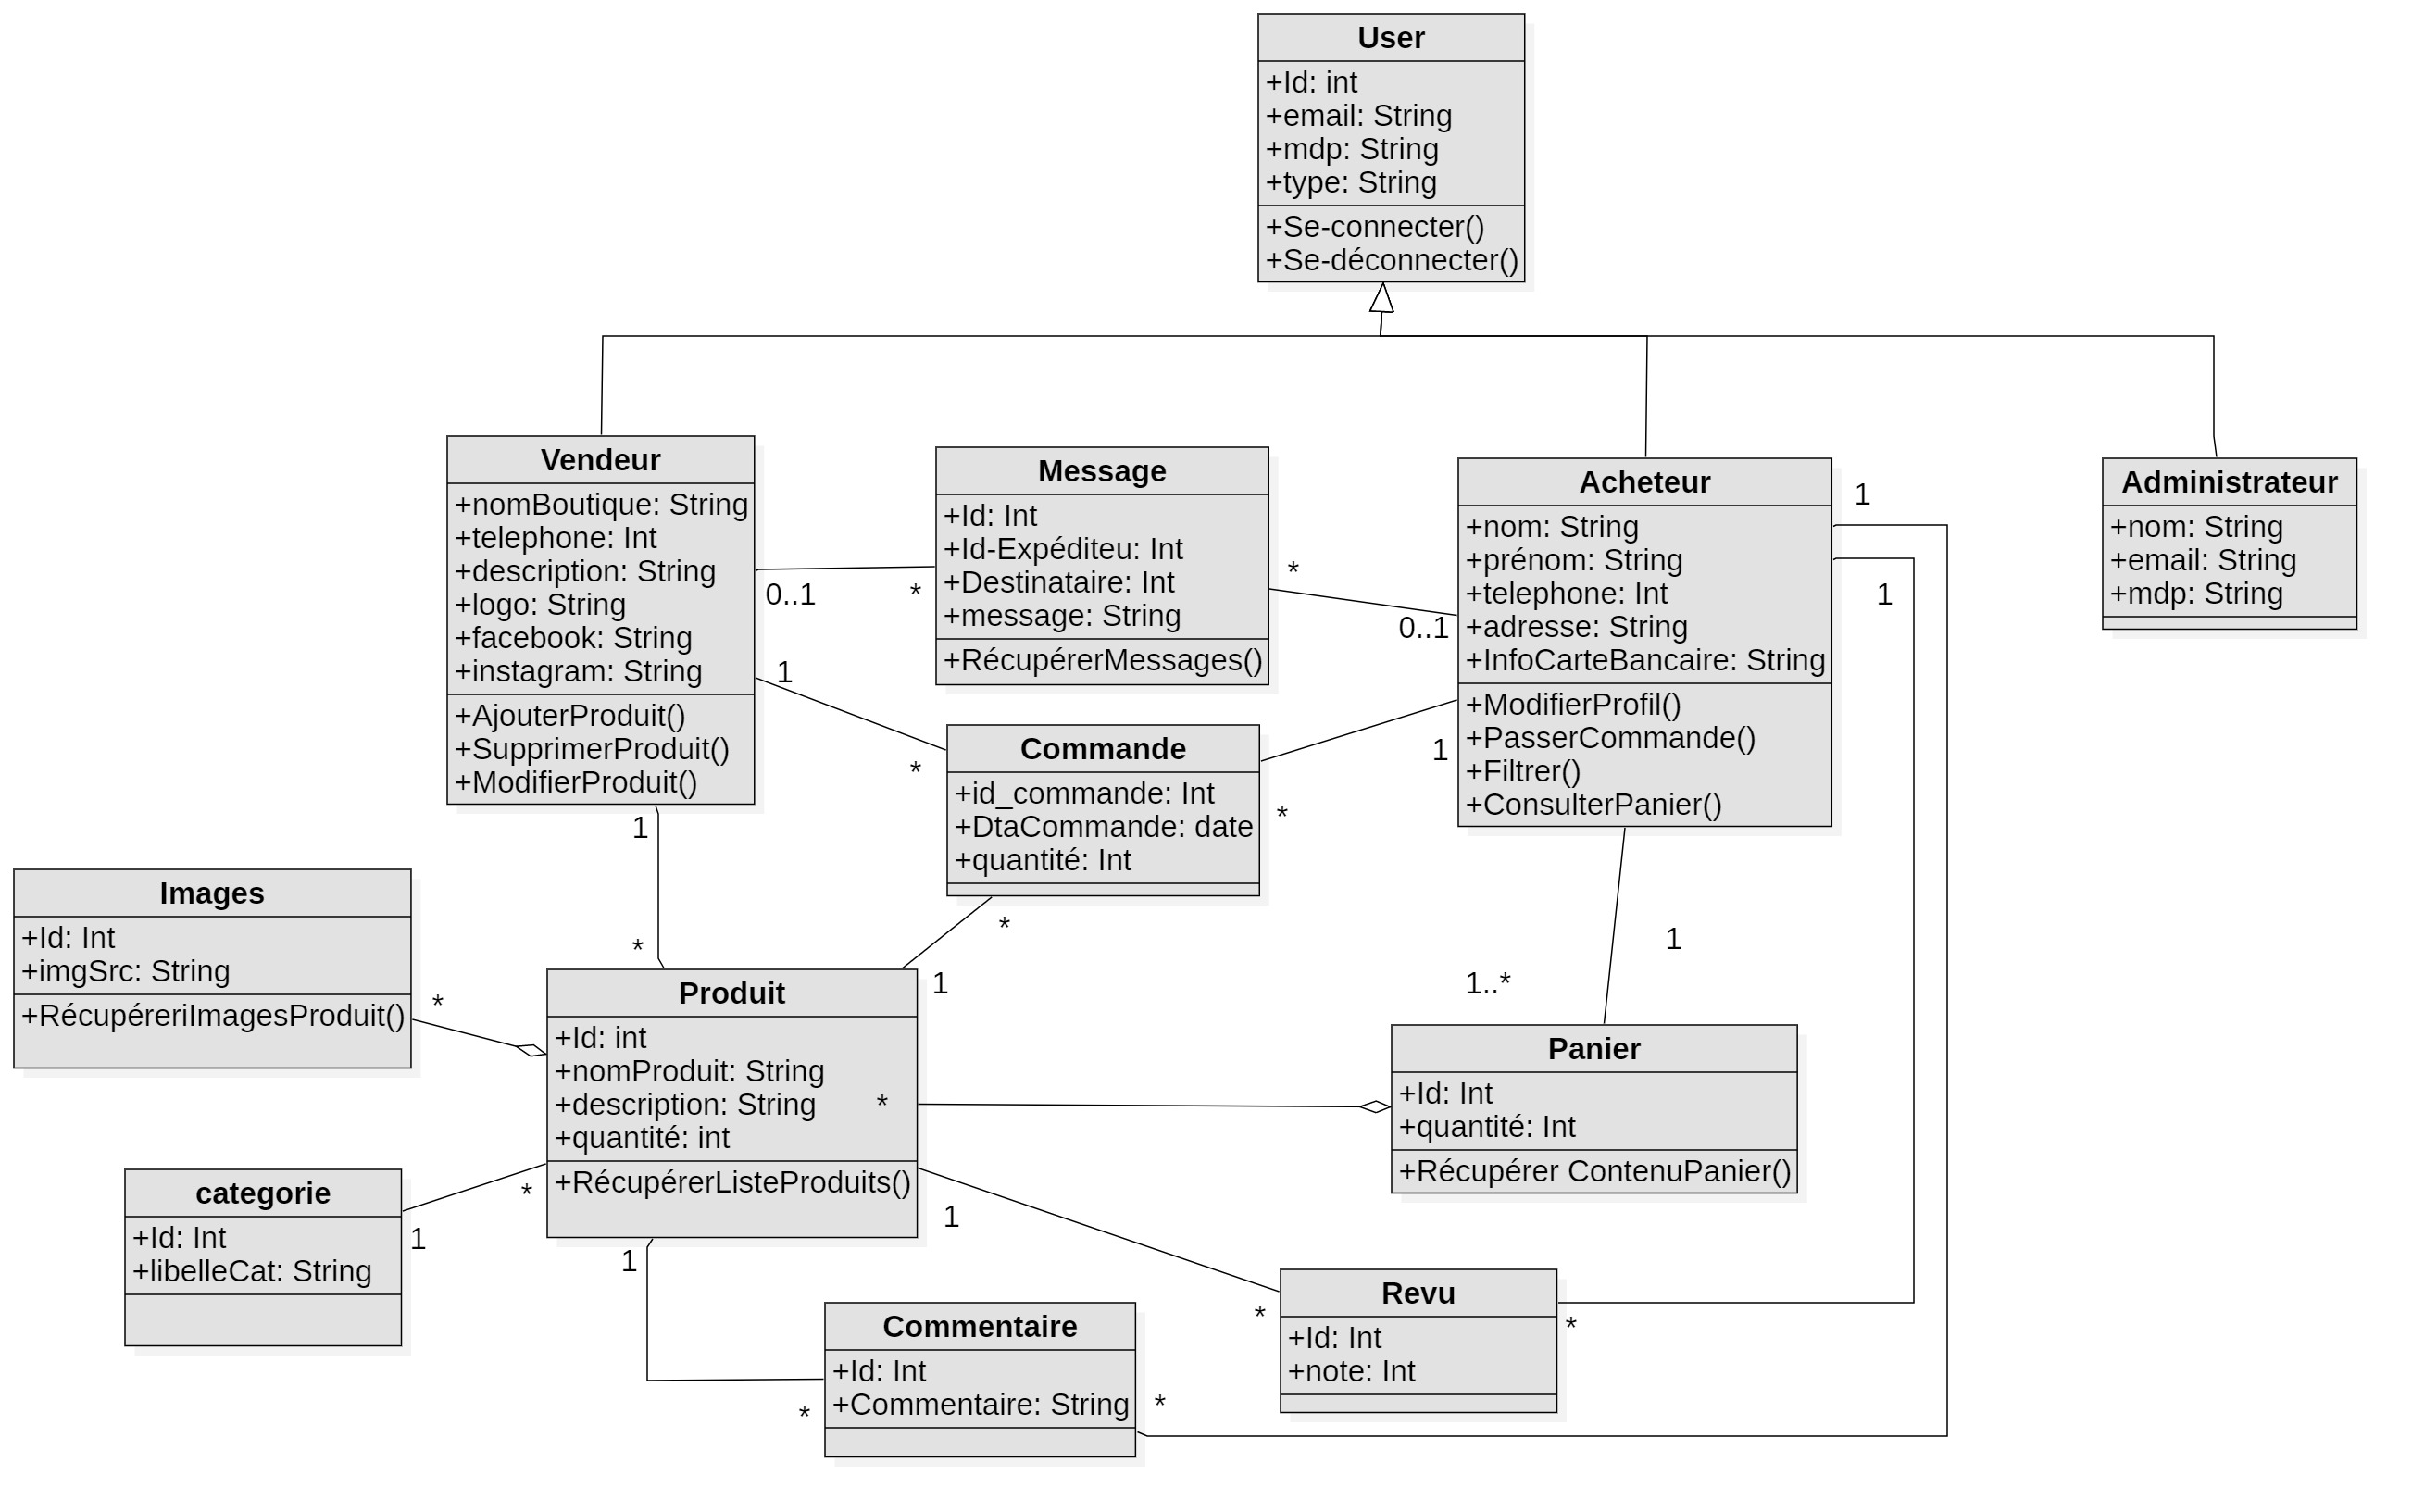 User
+Id: int
+email: String
+mdp: String
+type: String
+Se-connecter()
+Se-déconnecter()
Vendeur
+nomBoutique: String
+telephone: Int
+description: String
+logo: String
+facebook: String
+instagram: String
+AjouterProduit()
+SupprimerProduit()
+ModifierProduit()
0..1
*
1
*
1
*
Message
+Id: Int
+Id-Expéditeu: Int
+Destinataire: Int
+message: String
+RécupérerMessages()
*
0..1
Commande
+id_commande: Int
+DtaCommande: date
+quantité: Int
1
*
*
1
Acheteur
+nom: String
+prénom: String
+telephone: Int
+adresse: String
+InfoCarteBancaire: String
+ModifierProfil()
+PasserCommande()
+Filtrer()
+ConsulterPanier()
1
1
1
1..*
Administrateur
+nom: String
+email: String
+mdp: String
Images
+Id: Int
+imgSrc: String
+RécupéreriImagesProduit()
*
Produit
+Id: int
+nomProduit: String
+description: String
*
+quantité: int
+RécupérerListeProduits()
Panier
+Id: Int
+quantité: Int
+Récupérer ContenuPanier()
categorie
+Id: Int
+libelleCat: String
*
1
1
1
*
*
Commentaire
+Id: Int
+Commentaire: String
*
Revu
+Id: Int
+note: Int
*